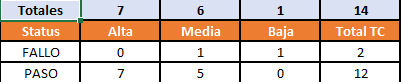 Totales 7 6 1 14
Status Alta Media Baja Total TC
FALLO 0 1 1 2
PASO 7 5 0 12